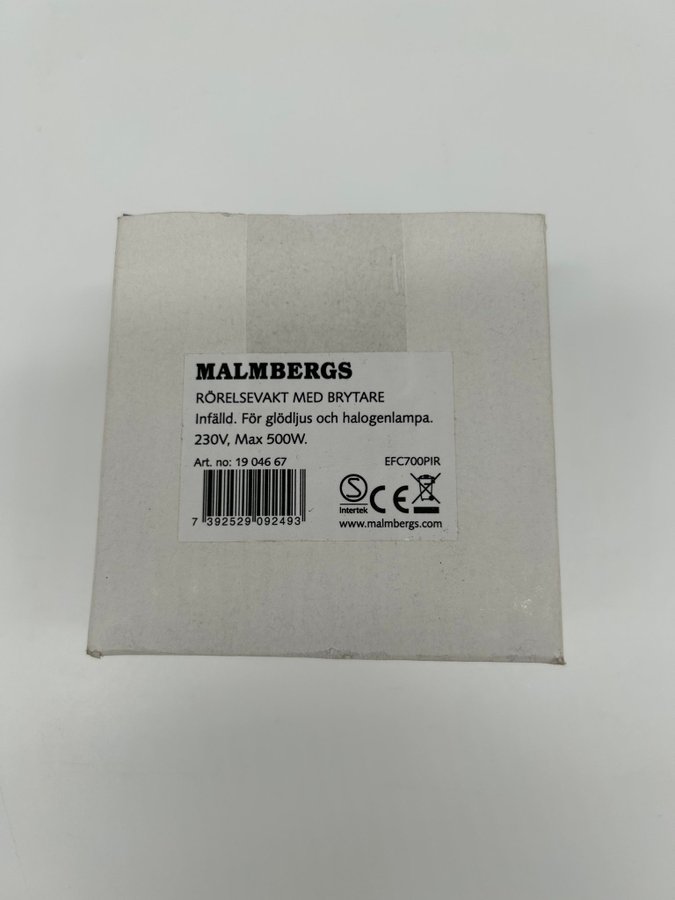 MALMBERGS
RÖRELSEVAKT MED BRYTARE
Infälld. För glödljus och halogenlampa.
230V, Max 500W.
Art. no: 19 046 67 EFC700PIR
S
Intertek CE
7 392529 092493
www.malmbergs.com